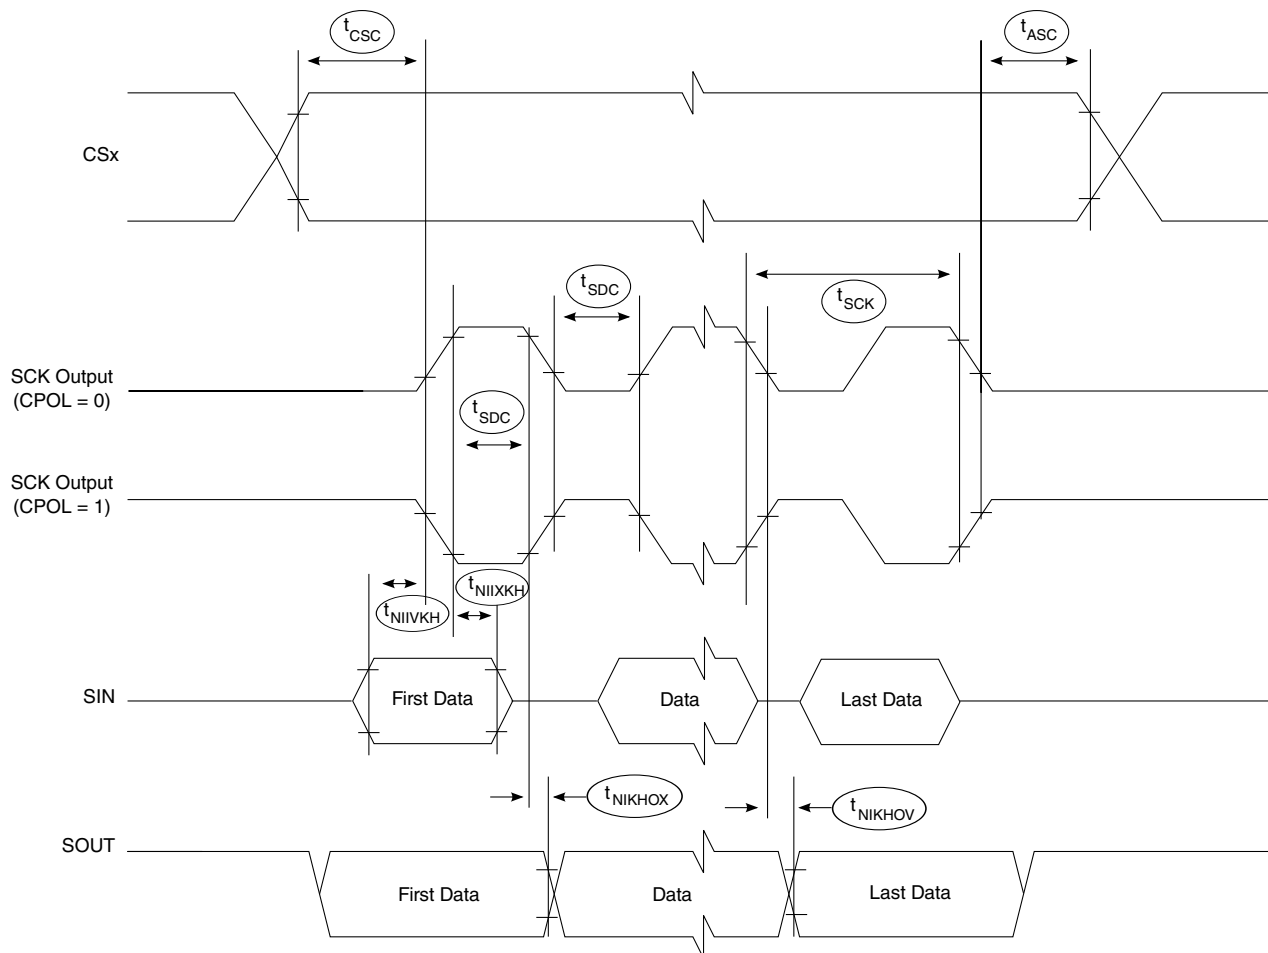 tCSC
tASC
CSx
tSDC
tSCK
SCK Output
(CPOL = 0)
tSDC
SCK Output
(CPOL = 1)
tNIIXKH
tNIIVKH
SIN
First Data
Data
Last Data
tNIKHOX
tNIKHOV
SOUT
First Data
Data
Last Data